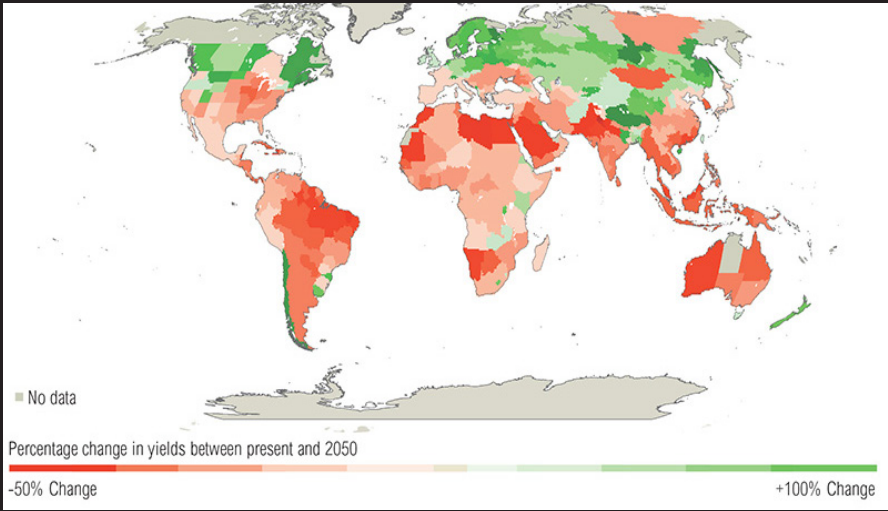 No data
Percentage change in yields between present and 2050
-50% Change
+100% Change